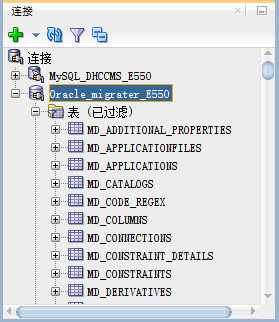 连接
连接
MySQL_DHCCMS_E550
Oracle_migrater_E550
表 (已过滤)
MD_ADDITIONAL_PROPERTIES
MD_APPLICATIONFILES
MD_APPLICATIONS
MD_CATALOGS
MD_CODE_REGEX
MD_COLUMNS
MD_CONNECTIONS
MD_CONSTRAINT_DETAILS
MD_CONSTRAINTS
MD_DERIVATIVES